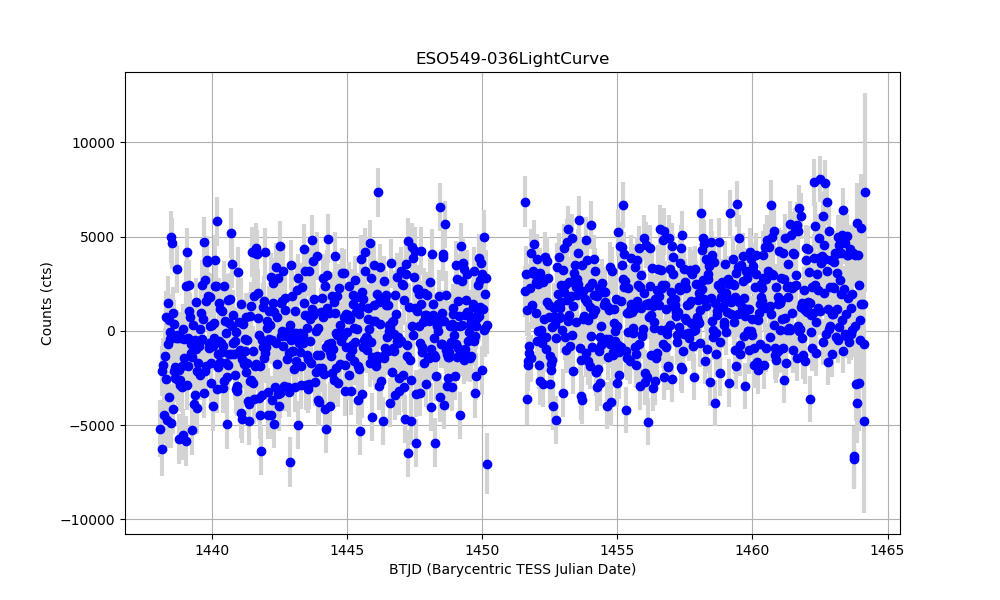 ESO549-036LightCurve
Counts (cts)
10000
5000
0
−5000
−10000
1440 1445 1450 1455 1460 1465
BTJD (Barycentric TESS Julian Date)